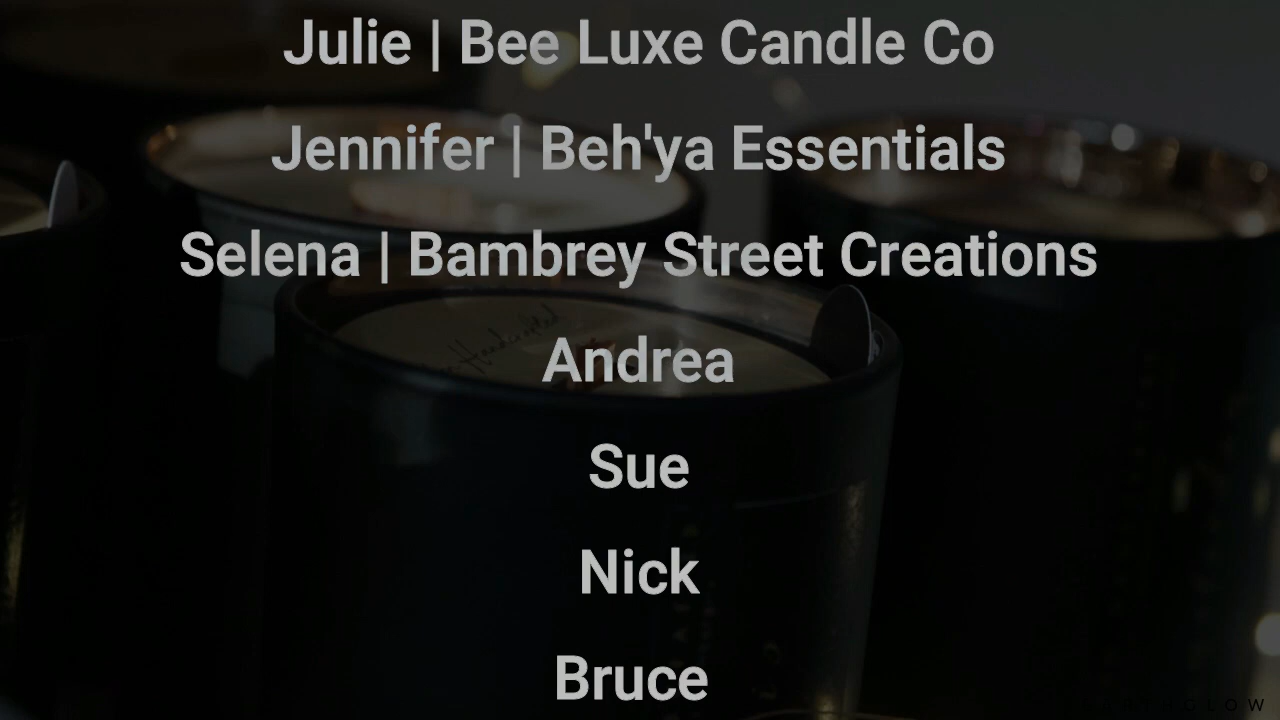 Julie | Bee Luxe Candle Co
Jennifer | Beh'ya Essentials
Selena | Bambrey Street Creations
Andrea
Sue
Nick
Bruce